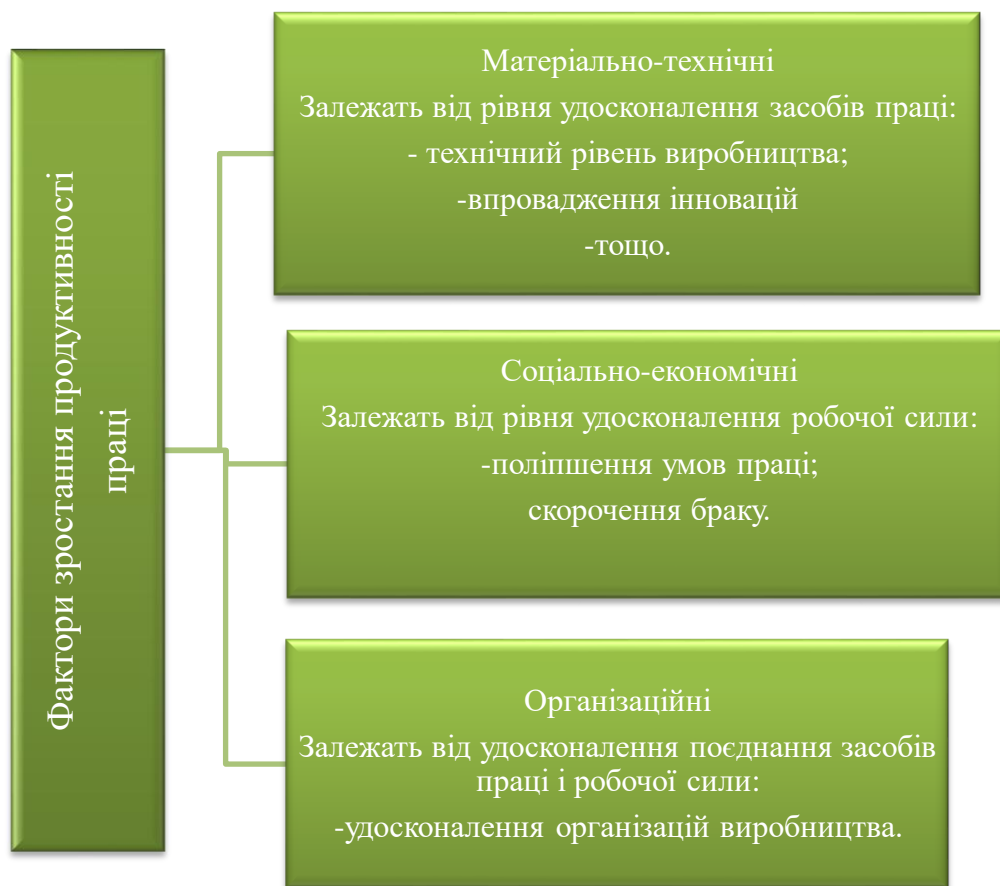 Фактори зростання продуктивності
праці
Матеріально-технічні
Залежать від рівня удосконалення засобів праці:
- технічний рівень виробництва;
-впровадження інновацій
-тощо.
Соціально-економічні
Залежать від рівня удосконалення робочої сили:
-поліпшення умов праці;
скорочення браку.
Організаційні
Залежать від удосконалення поєднання засобів
праці і робочої сили:
-удосконалення організацій виробництва.